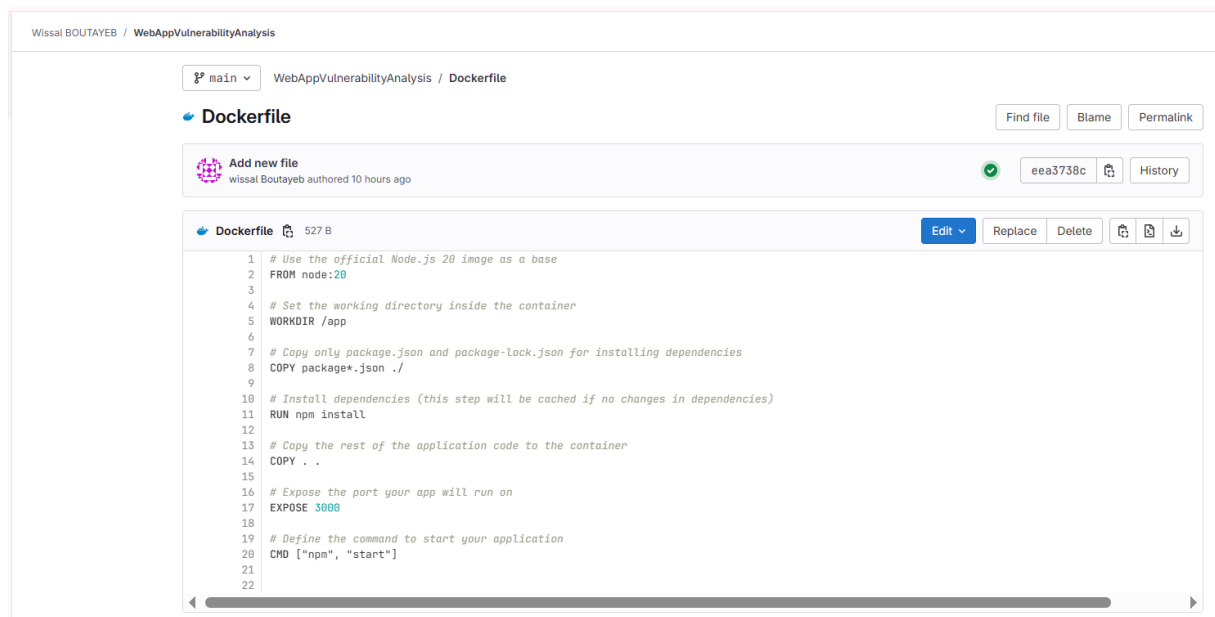 Wissal BOUTAYEB / WebAppVulnerabilityAnalysis
main WebAppVulnerabilityAnalysis / Dockerfile
Dockerfile Find file Blame Permalink
Add new file
wissal Boutayeb authored 10 hours ago eea3738c History
Dockerfile 527 B Edit Replace Delete
1 # Use the official Node.js 20 image as a base
2 FROM node:20
3
4 # Set the working directory inside the container
5 WORKDIR /app
6
7 # Copy only package.json and package-lock.json for installing dependencies
8 COPY package*.json ./
9
10 # Install dependencies (this step will be cached if no changes in dependencies)
11 RUN npm install
12
13 # Copy the rest of the application code to the container
14 COPY . .
15
16 # Expose the port your app will run on
17 EXPOSE 3000
18
19 # Define the command to start your application
20 CMD ["npm", "start"]
21
22